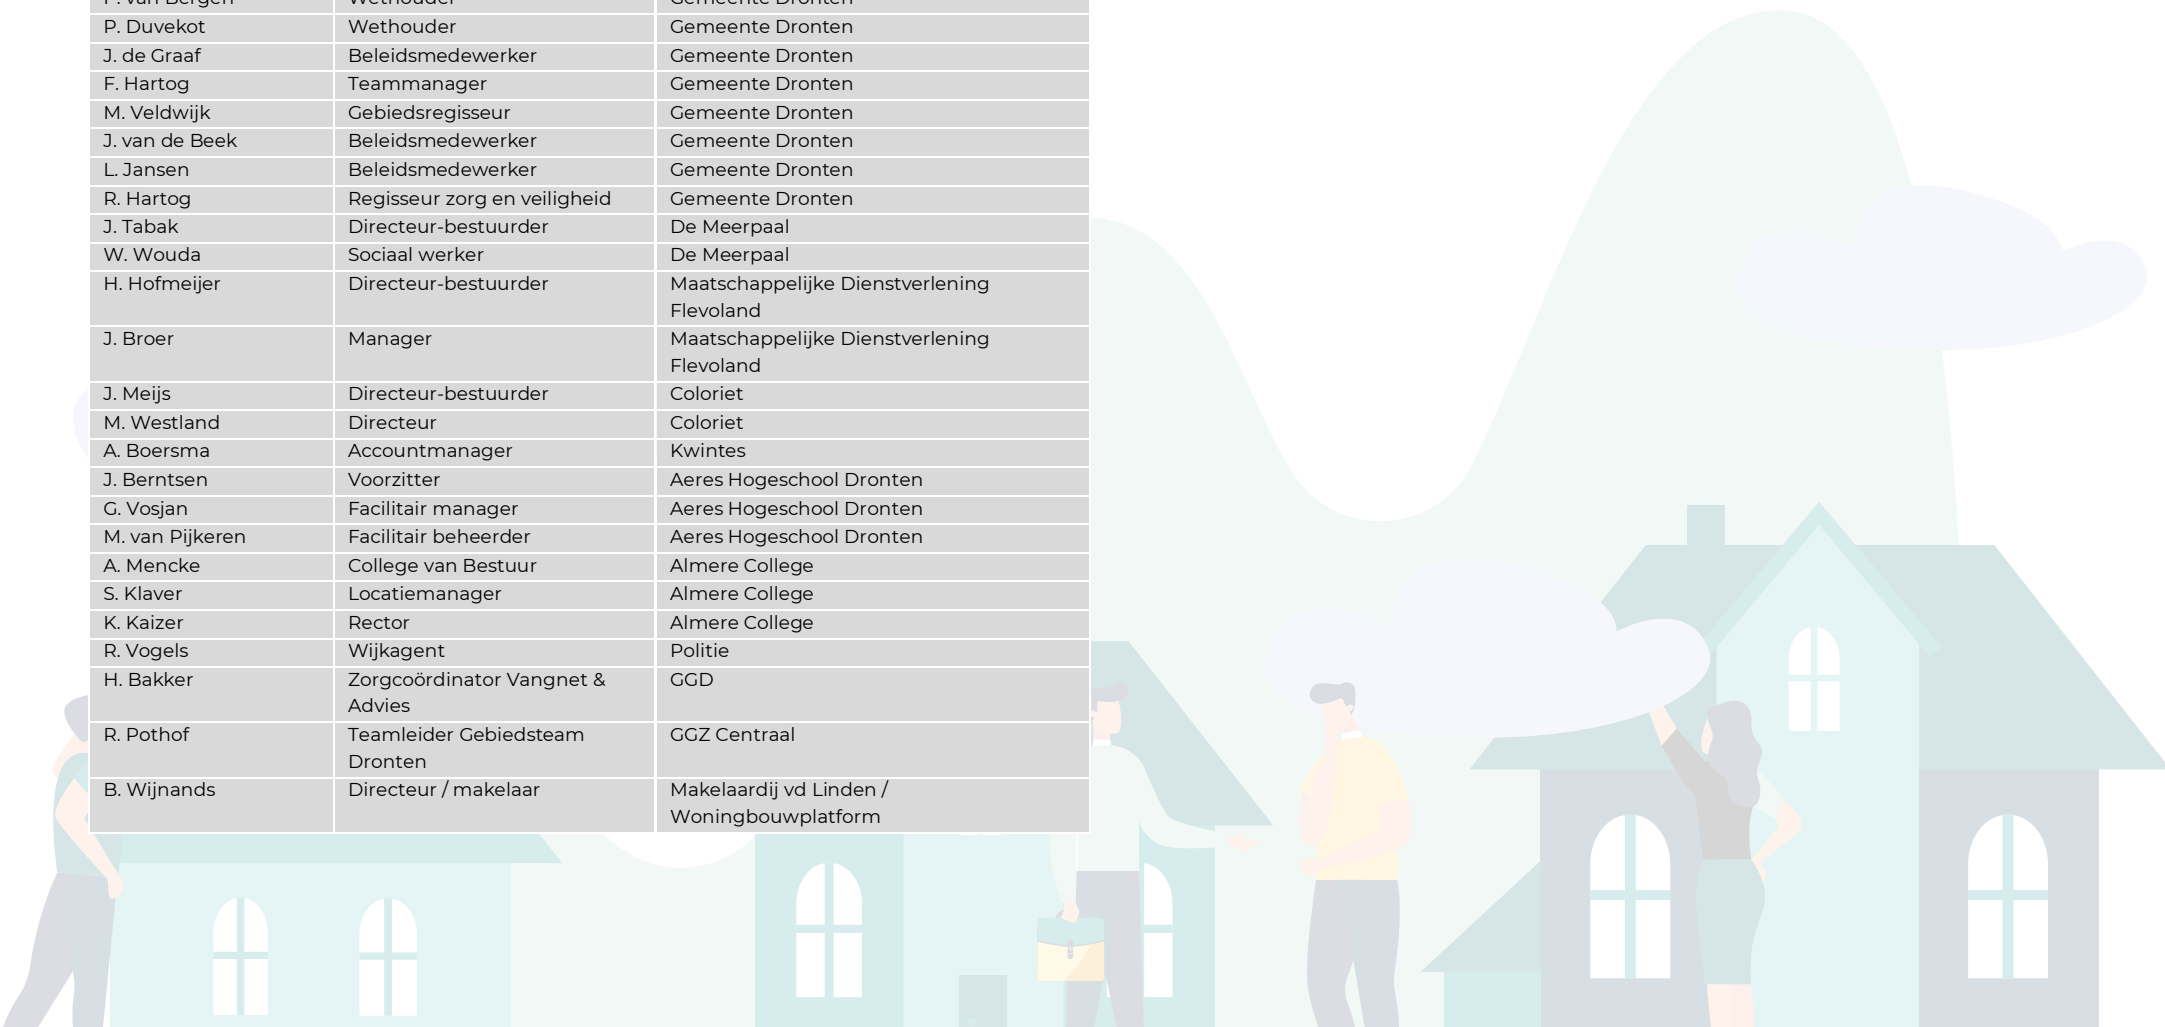 P. van Bergen Wethouder Gemeente Dronten
P. Duvekot Wethouder Gemeente Dronten
J. de Graaf Beleidsmedewerker Gemeente Dronten
F. Hartog Teammanager Gemeente Dronten
M. Veldwijk Gebiedsregisseur Gemeente Dronten
J. van de Beek Beleidsmedewerker Gemeente Dronten
L. Jansen Beleidsmedewerker Gemeente Dronten
R. Hartog Regisseur zorg en veiligheid Gemeente Dronten
J. Tabak Directeur-bestuurder De Meerpaal
W. Wouda Sociaal werker De Meerpaal
H. Hofmeijer Directeur-bestuurder Maatschappelijke Dienstverlening
Flevoland
J. Broer Manager Maatschappelijke Dienstverlening
Flevoland
J. Meijs Directeur-bestuurder Coloriet
M. Westland Directeur Coloriet
A. Boersma Accountmanager Kwintes
J. Berntsen Voorzitter Aeres Hogeschool Dronten
G. Vosjan Facilitair manager Aeres Hogeschool Dronten
M. van Pijkeren Facilitair beheerder Aeres Hogeschool Dronten
A. Mencke College van Bestuur Almere College
S. Klaver Locatiemanager Almere College
K. Kaizer Rector Almere College
R. Vogels Wijkagent Politie
H. Bakker Zorgcoördinator Vangnet & GGD
Advies
R. Pothof Teamleider Gebiedsteam GGZ Centraal
Dronten
B. Wijnands Directeur / makelaar Makelaardij vd Linden /
Woningbouwplatform